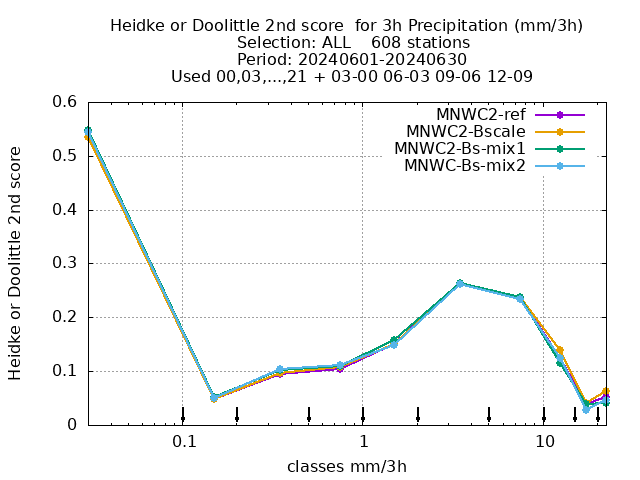 Heidke or Doolittle 2nd score  for 3h Precipitation (mm/3h)
Selection: ALL    608 stations
Period: 20240601-20240630
Used 00,03,...,21 + 03-00 06-03 09-06 12-09
MNWC2-ref
MNWC2-Bscale
MNWC2-Bs-mix1
MNWC-Bs-mix2
Heidke or Doolittle 2nd score
0.6
0.5
0.4
0.3
0.2
0.1
0
0.1
1
10
classes mm/3h